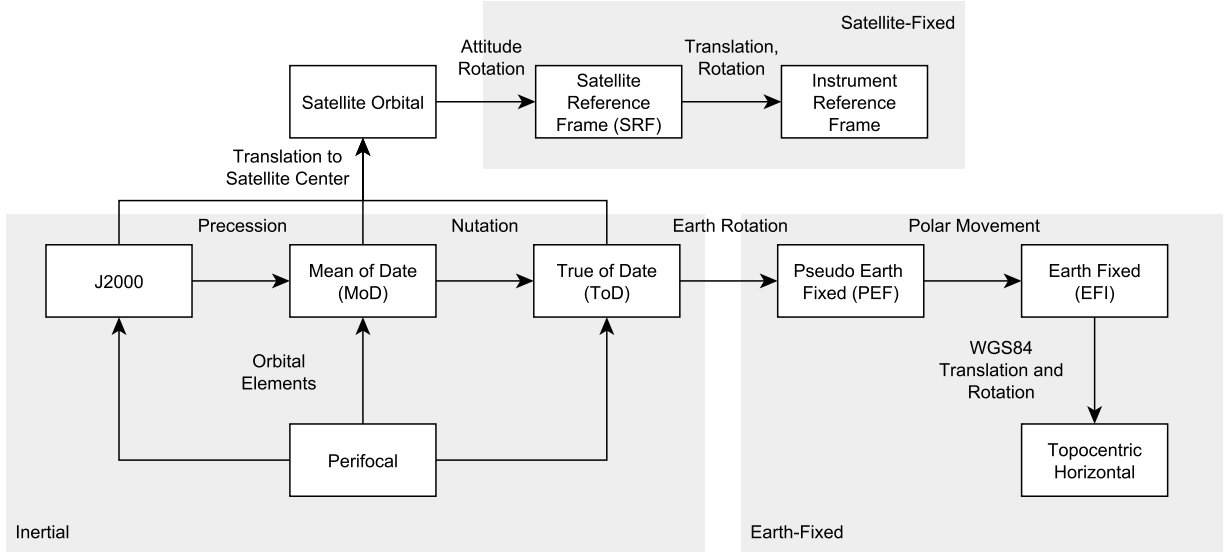 Satellite-Fixed
Attitude
Rotation
Translation,
Rotation
Satellite Orbital
Satellite
Reference
Frame (SRF)
Instrument
Reference
Frame
Translation to
Satellite Center
Precession
Nutation
Earth Rotation
Polar Movement
J2000
Mean of Date
(MoD)
True of Date
(ToD)
Pseudo Earth
Fixed (PEF)
Earth Fixed
(EFI)
Orbital
Elements
WGS84
Translation and
Rotation
Perifocal
Topocentric
Horizontal
Inertial
Earth-Fixed